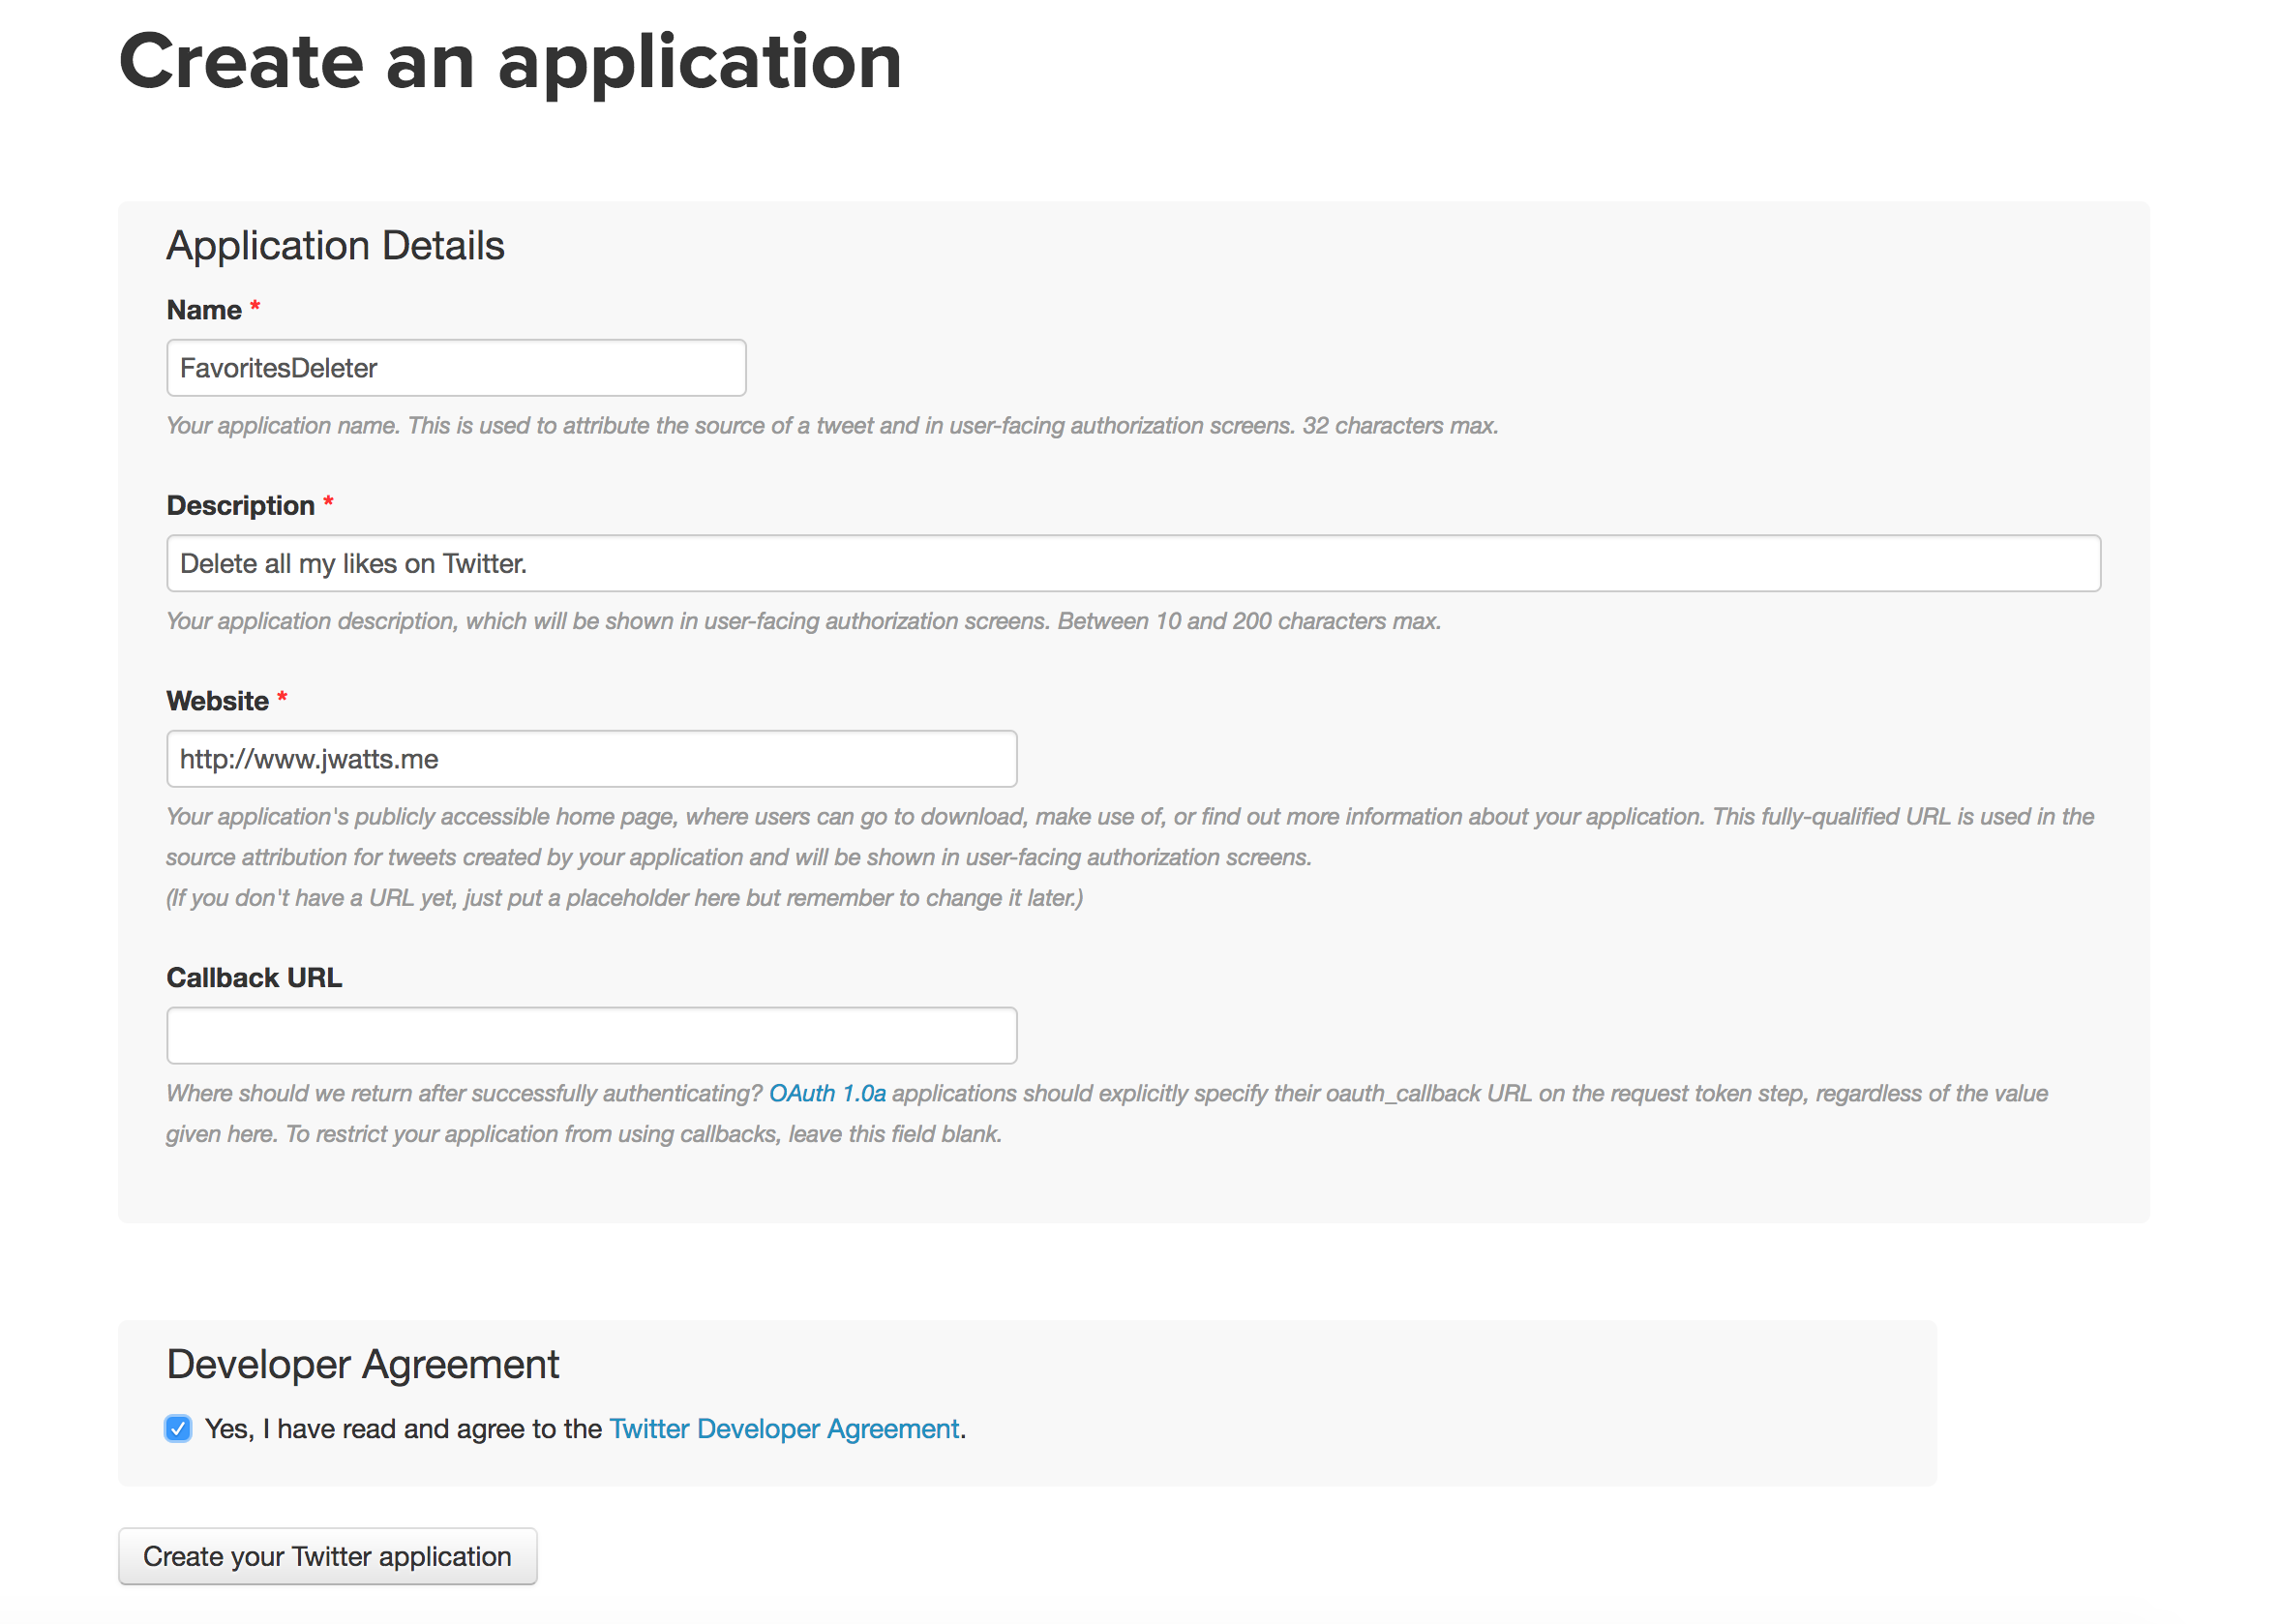 Create an application
Application Details
Name *
FavoritesDeleter
Your application name. This is used to attribute the source of a tweet and in user-facing authorization screens. 32 characters max.
Description *
Delete all my likes on Twitter.
Your application description, which will be shown in user-facing authorization screens. Between 10 and 200 characters max.
Website *
http://www.jwatts.me
Your application's publicly accessible home page, where users can go to download, make use of, or find out more information about your application. This fully-qualified URL is used in the
source attribution for tweets created by your application and will be shown in user-facing authorization screens.
(If you don't have a URL yet, just put a placeholder here but remember to change it later.)
Callback URL
Where should we return after successfully authenticating? OAuth 1.0a applications should explicitly specify their oauth_callback URL on the request token step, regardless of the value
given here. To restrict your application from using callbacks, leave this field blank.
Developer Agreement
Yes, I have read and agree to the Twitter Developer Agreement.
Create your Twitter application